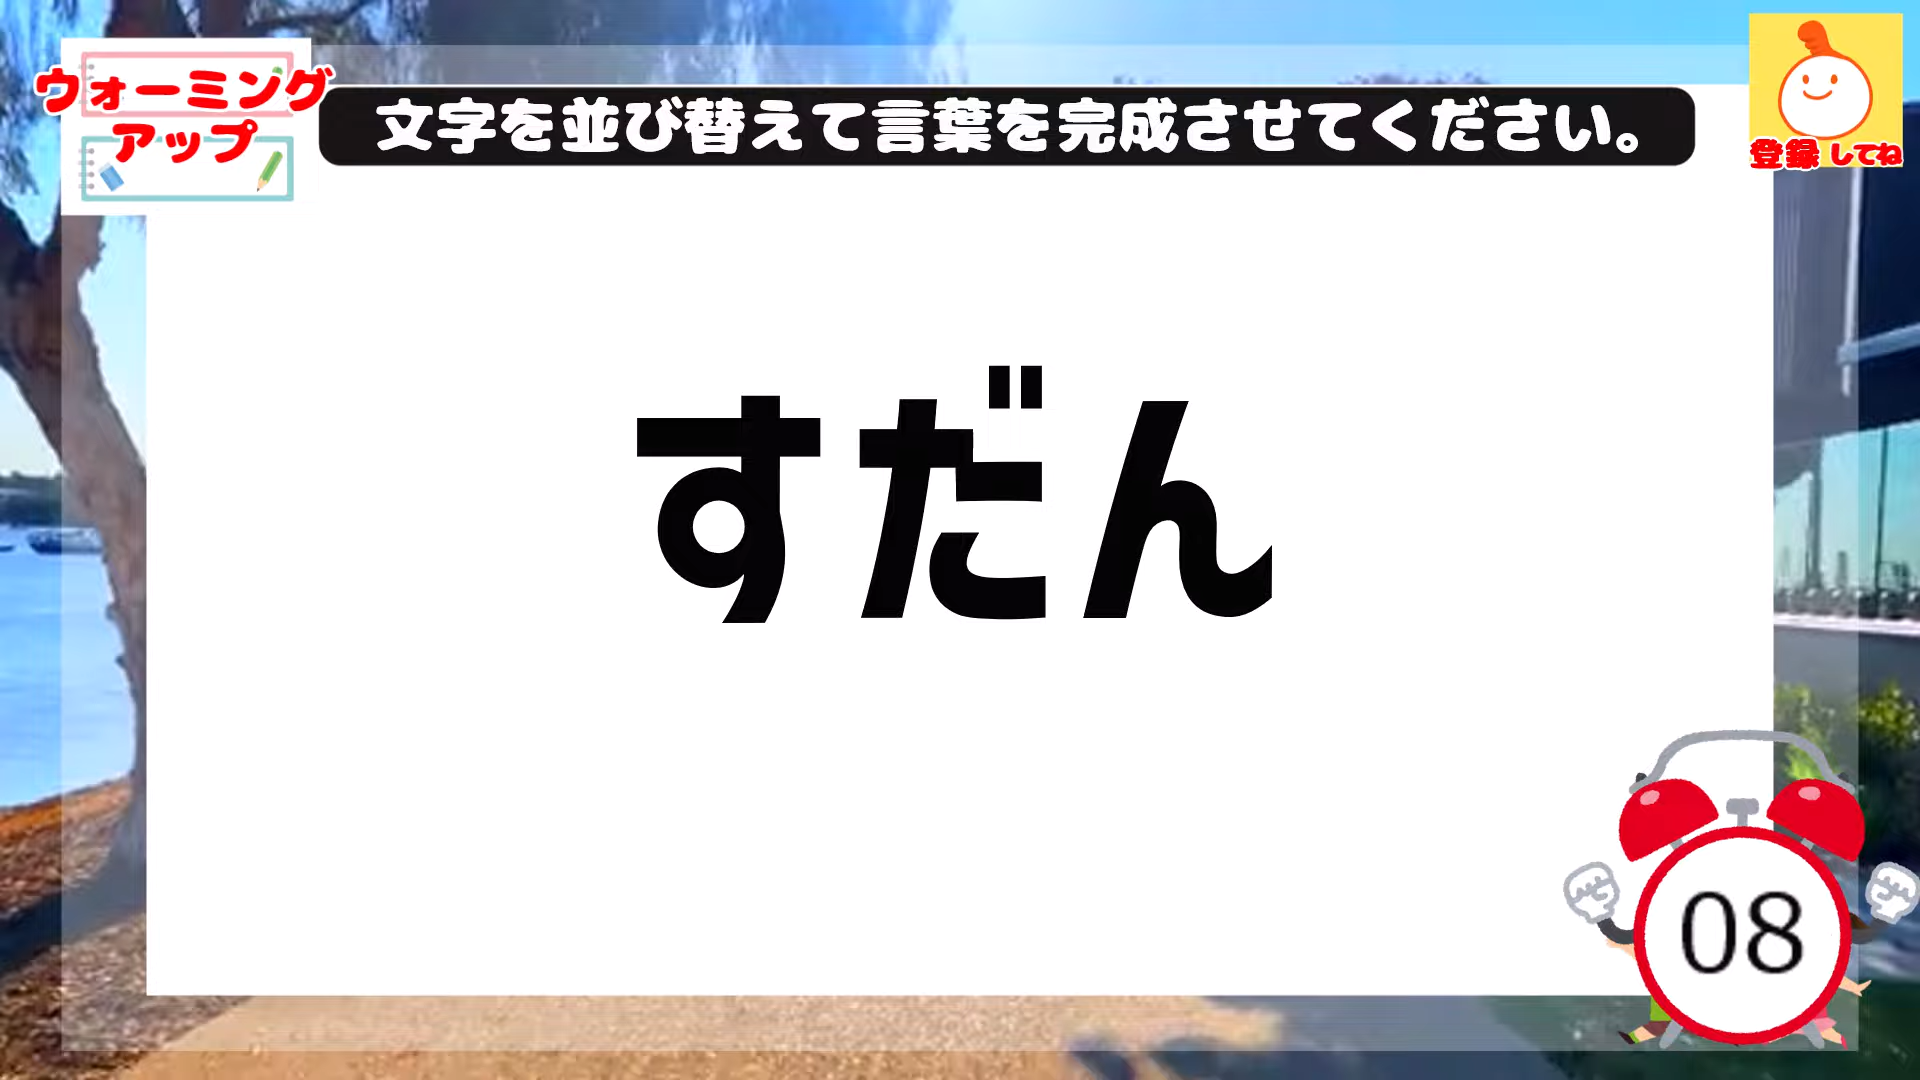 ウォーミング
アップ
文字を並び替えて言葉を完成させてください。
登録してね
すだん
08